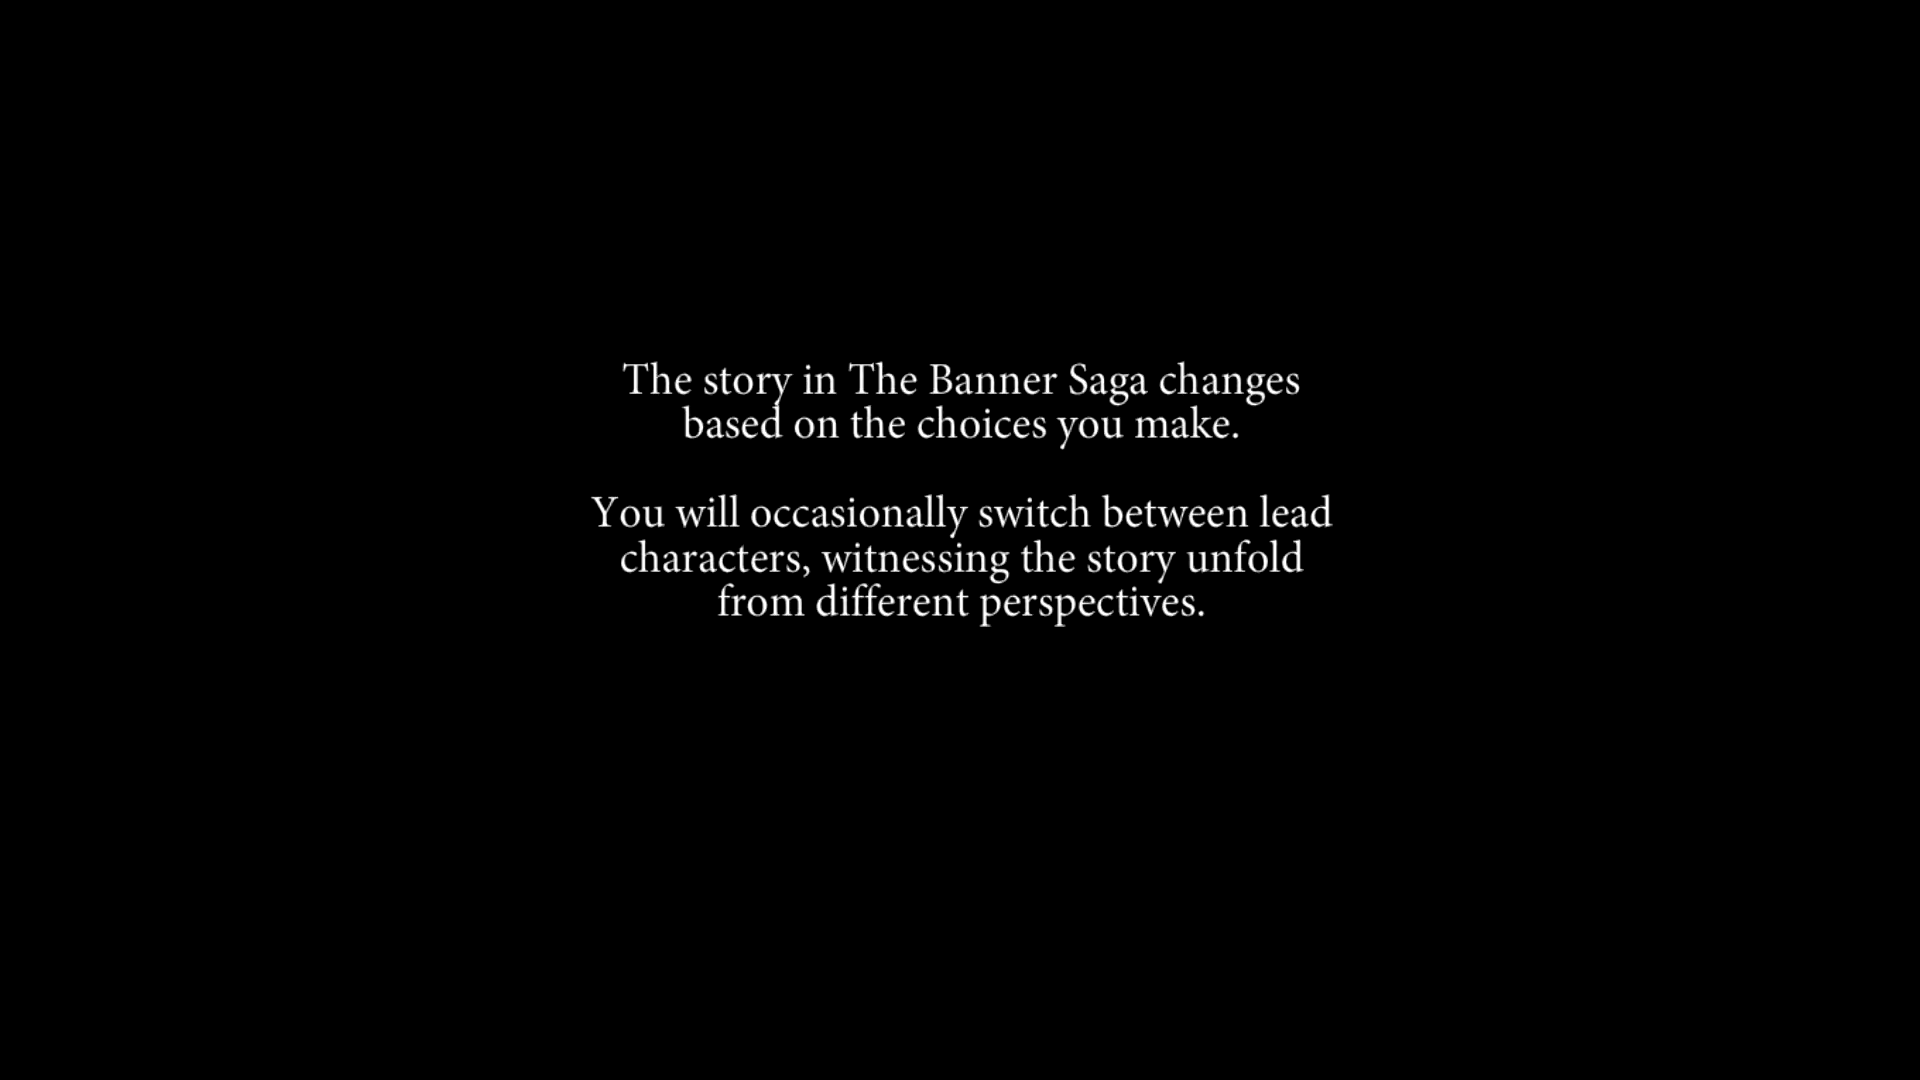 The story in The Banner Saga changes
based on the choices you make.
You will occasionally switch between lead
characters, witnessing the story unfold
from different perspectives.